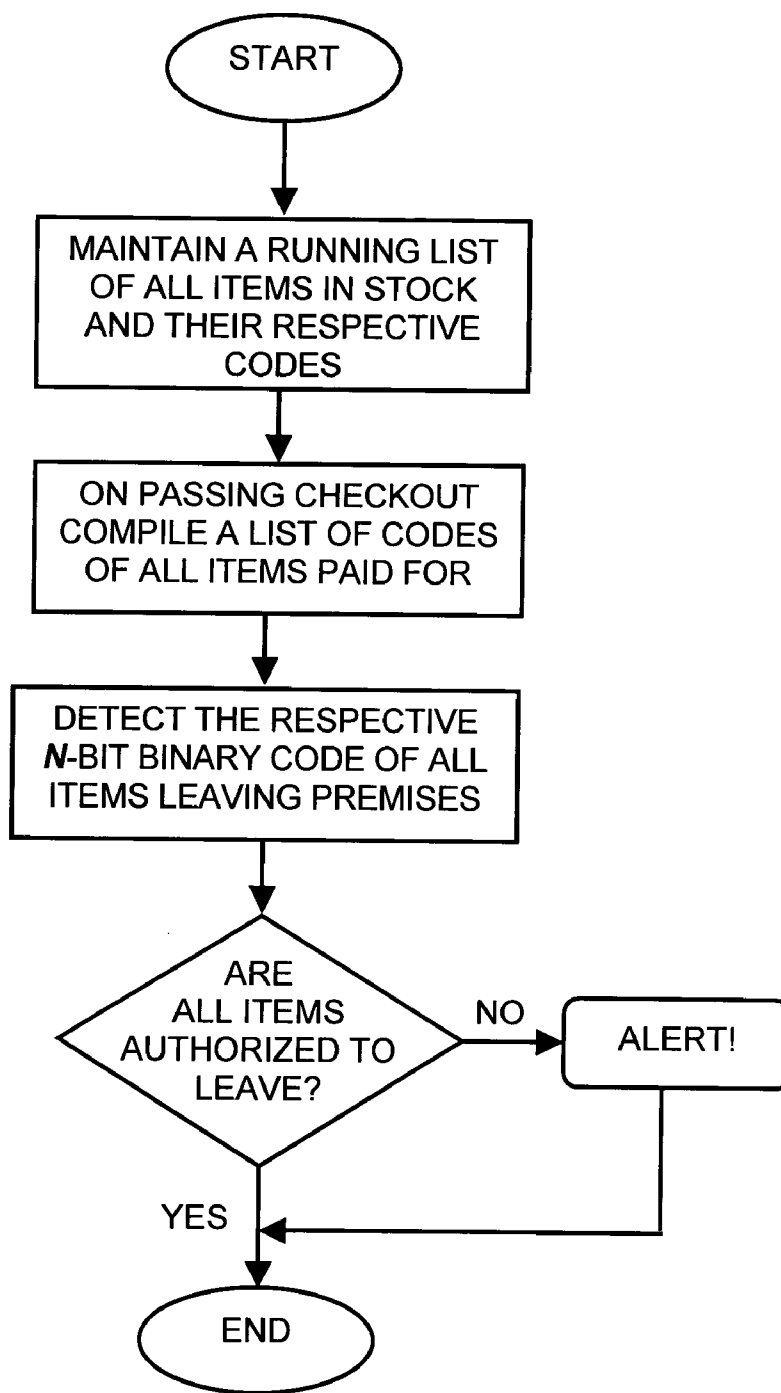 START
MAINTAIN A RUNNING LIST
OF ALL ITEMS IN STOCK
AND THEIR RESPECTIVE
CODES
ON PASSING CHECKOUT
COMPILE A LIST OF CODES
OF ALL ITEMS PAID FOR
DETECT THE RESPECTIVE
N-BIT BINARY CODE OF ALL
ITEMS LEAVING PREMISES
ARE
ALL ITEMS
AUTHORIZED TO
LEAVE?
NO
ALERT!
YES
END